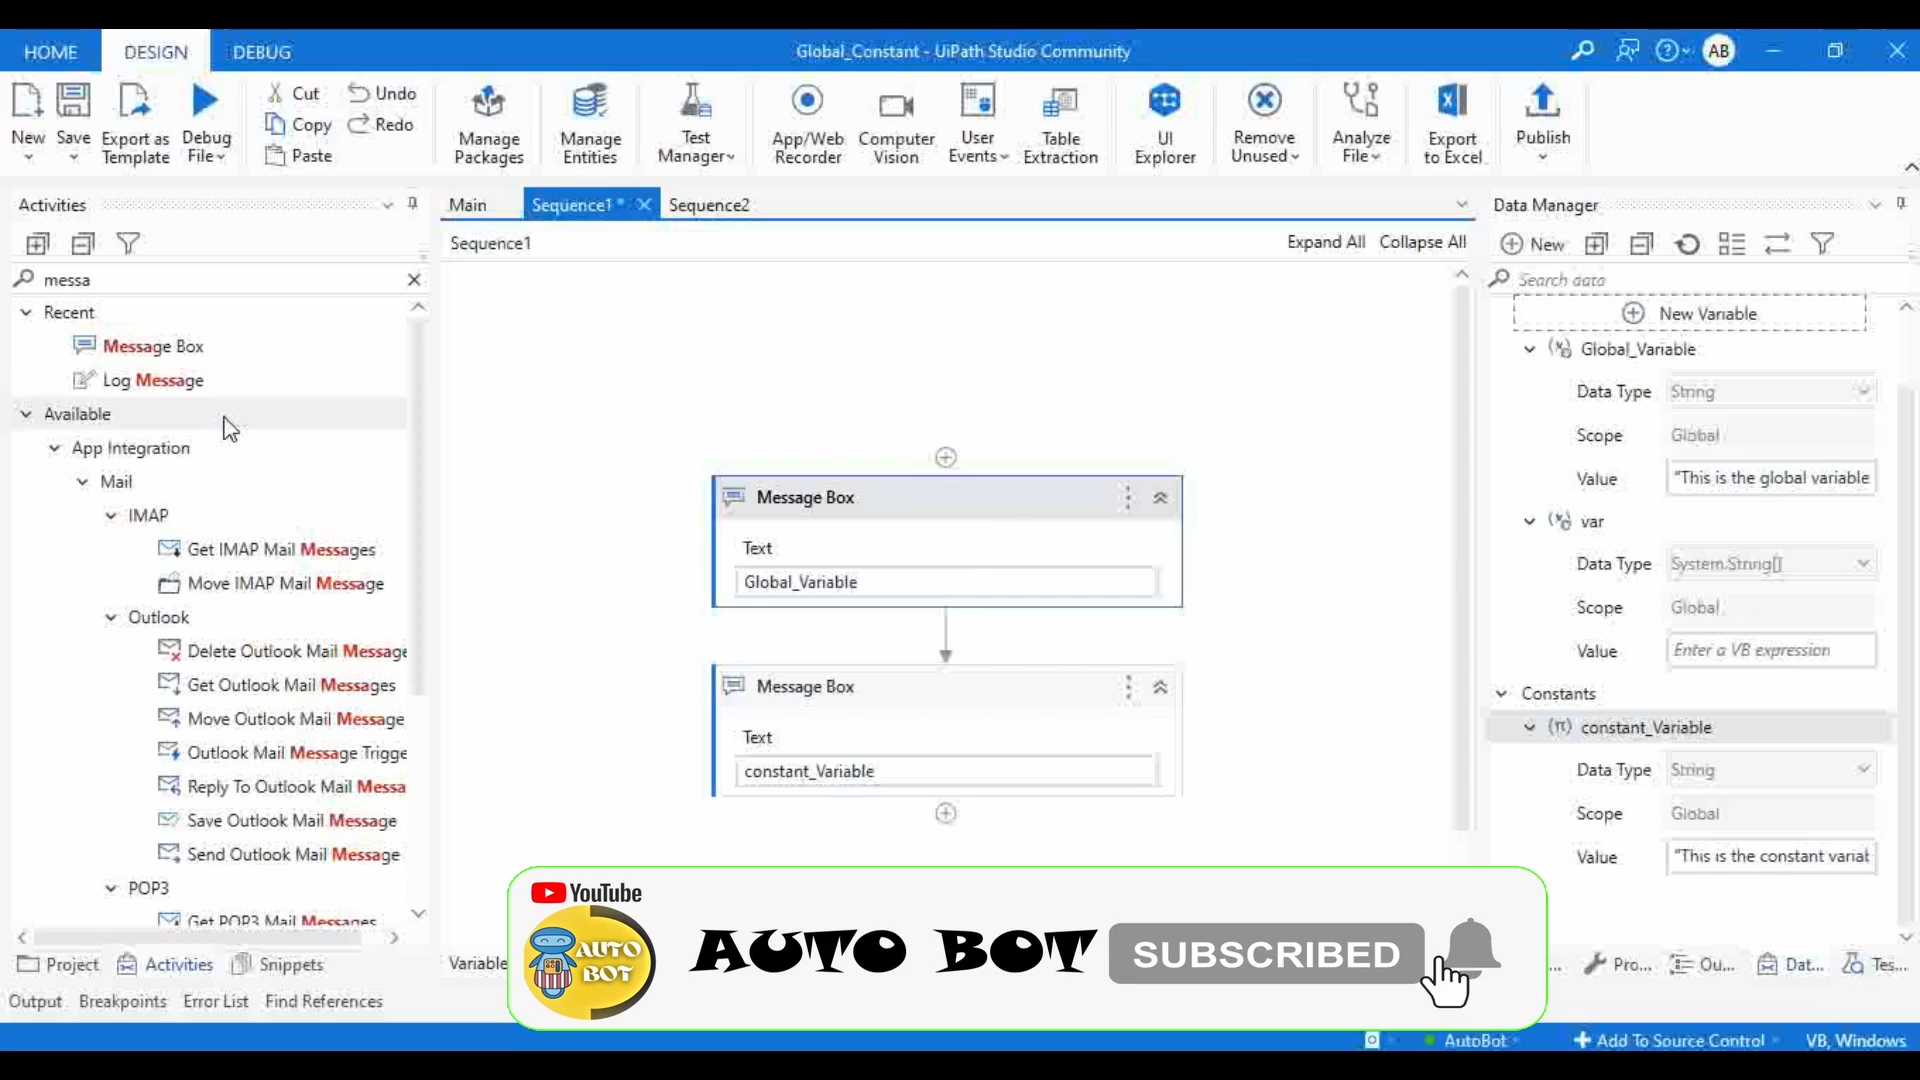 HOME DESIGN DEBUG Global_Constant - UiPath Studio Community AB
New
Save
Export as
Template
Debug
File
Cut
Copy
Paste
Undo
Redo
Manage
Packages
Manage
Entities
Test
Manager
App/Web
Recorder
Computer
Vision
User
Events
Table
Extraction
UI
Explorer
Remove
Unused
Analyze
File
Export
to Excel
Publish
Activities
messa
Recent
Message Box
Log Message
Available
App Integration
Mail
IMAP
Get IMAP Mail Messages
Move IMAP Mail Message
Outlook
Delete Outlook Mail Message
Get Outlook Mail Messages
Move Outlook Mail Message
Outlook Mail Message Trigge
Reply To Outlook Mail Messa
Save Outlook Mail Message
Send Outlook Mail Message
POP3
Get POP3 Mail Messages
Project Activities Snippets
Main Sequence1 * Sequence2
Sequence1 Expand All Collapse All
Message Box
Text
Global_Variable
Message Box
Text
constant_Variable
Variable
Data Manager
New
Search data
New Variable
Global_Variable
Data Type String
Scope Global
Value "This is the global variable
var
Data Type System.String[]
Scope Global
Value Enter a VB expression
Constants
(π) constant_Variable
Data Type String
Scope Global
Value "This is the constant variat
... Pro... Ou... Dat... Tes...
YouTube
AUTO
BOT
AUTO BOT SUBSCRIBED
Output Breakpoints Error List Find References
AutoBot Add To Source Control VB, Windows